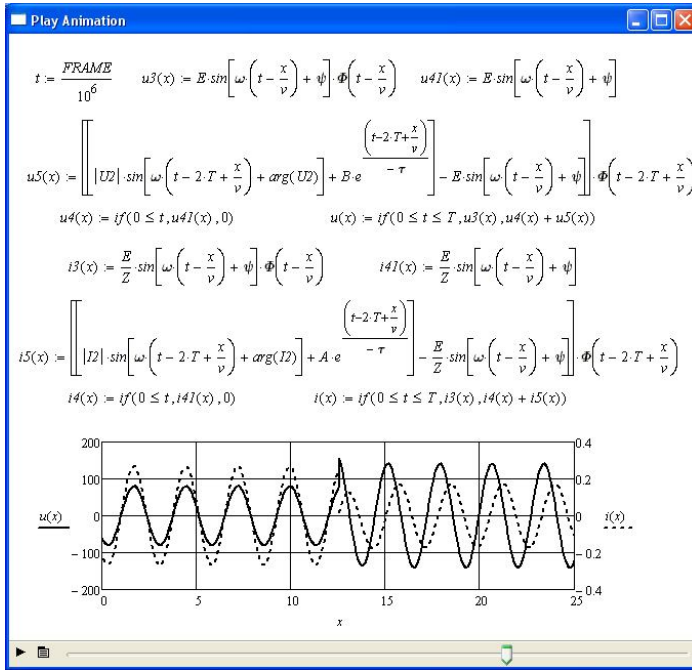 Play Animation
t := FRAME/10^6 u3(x) := E·sin[ω·(t−x/v)+ψ]·Φ(t−x/v) u41(x) := E·sin[ω·(t−x/v)+ψ]
u5(x) := [[|U2|·sin[ω·(t−2·T+x/v)+arg(U2)]+B·e^((t−2·T+x/v)/−τ)]−E·sin[ω·(t−x/v)+ψ]]·Φ(t−2·T+x/v)
u4(x) := if(0≤t,u41(x),0) u(x) := if(0≤t≤T,u3(x),u4(x)+u5(x))
i3(x) := E/Z·sin[ω·(t−x/v)+ψ]·Φ(t−x/v) i41(x) := E/Z·sin[ω·(t−x/v)+ψ]
i5(x) := [[|I2|·sin[ω·(t−2·T+x/v)+arg(I2)]+A·e^((t−2·T+x/v)/−τ)]−E/Z·sin[ω·(t−x/v)+ψ]]·Φ(t−2·T+x/v)
i4(x) := if(0≤t,i41(x),0) i(x) := if(0≤t≤T,i3(x),i4(x)+i5(x))
200 0.4
100 0.2
u(x) 0 0 i(x)
−100 −0.2
−200 −0.4
0 5 10 15 20 25
x